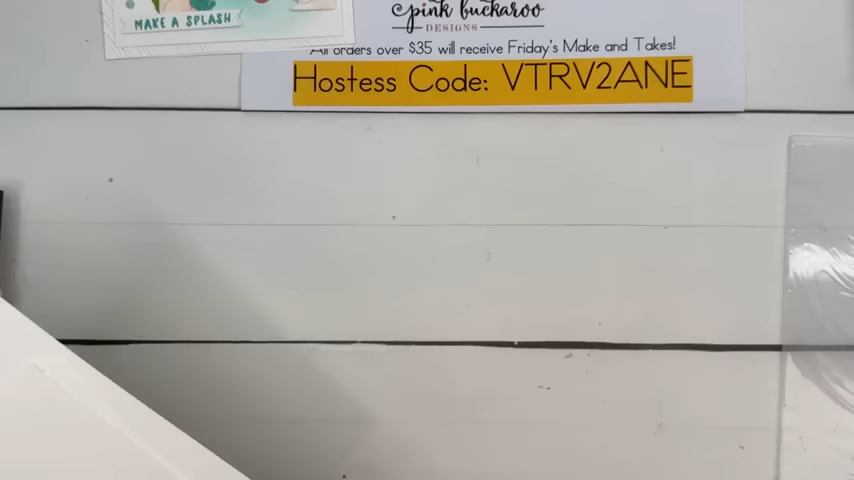 MAKE A SPLASH
pink buckaroo
DESIGNS
All orders over $35 will receive Friday's Make and Takes!
Hostess Code: VTRV2ANE